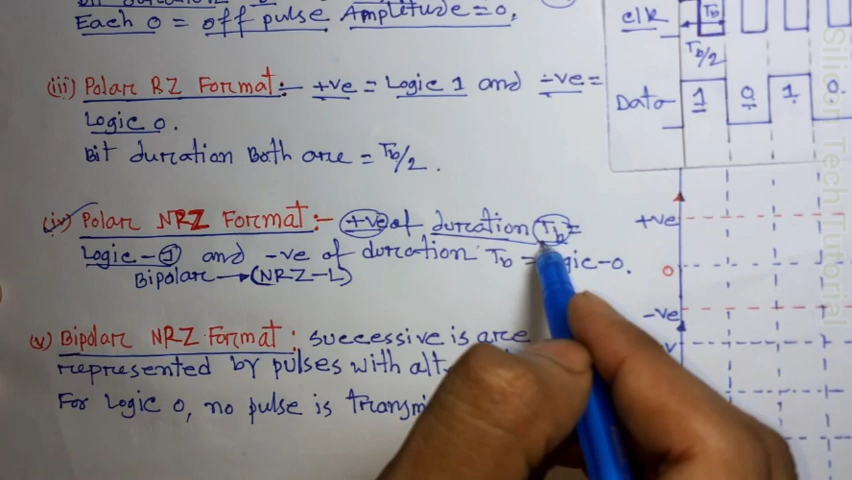 Each 0 = off pulse Amplitude = 0.
(iii) Polar RZ Format:- +ve = Logic 1 and -ve =
Logic 0.
Bit duration Both are = Tb/2.
(iv) Polar NRZ Format:- +ve of duration Tb =
Logic-1 and -ve of duration Tb = Logic-0.
Bipolar → (NRZ-L)
(v) Bipolar NRZ Format: successive is are
represented by pulses with
For Logic 0, no pulse is
clk
Tb
Tb/2
Data 1 0 1 0
+ve
0
-ve
Silicon Tech Tutorial